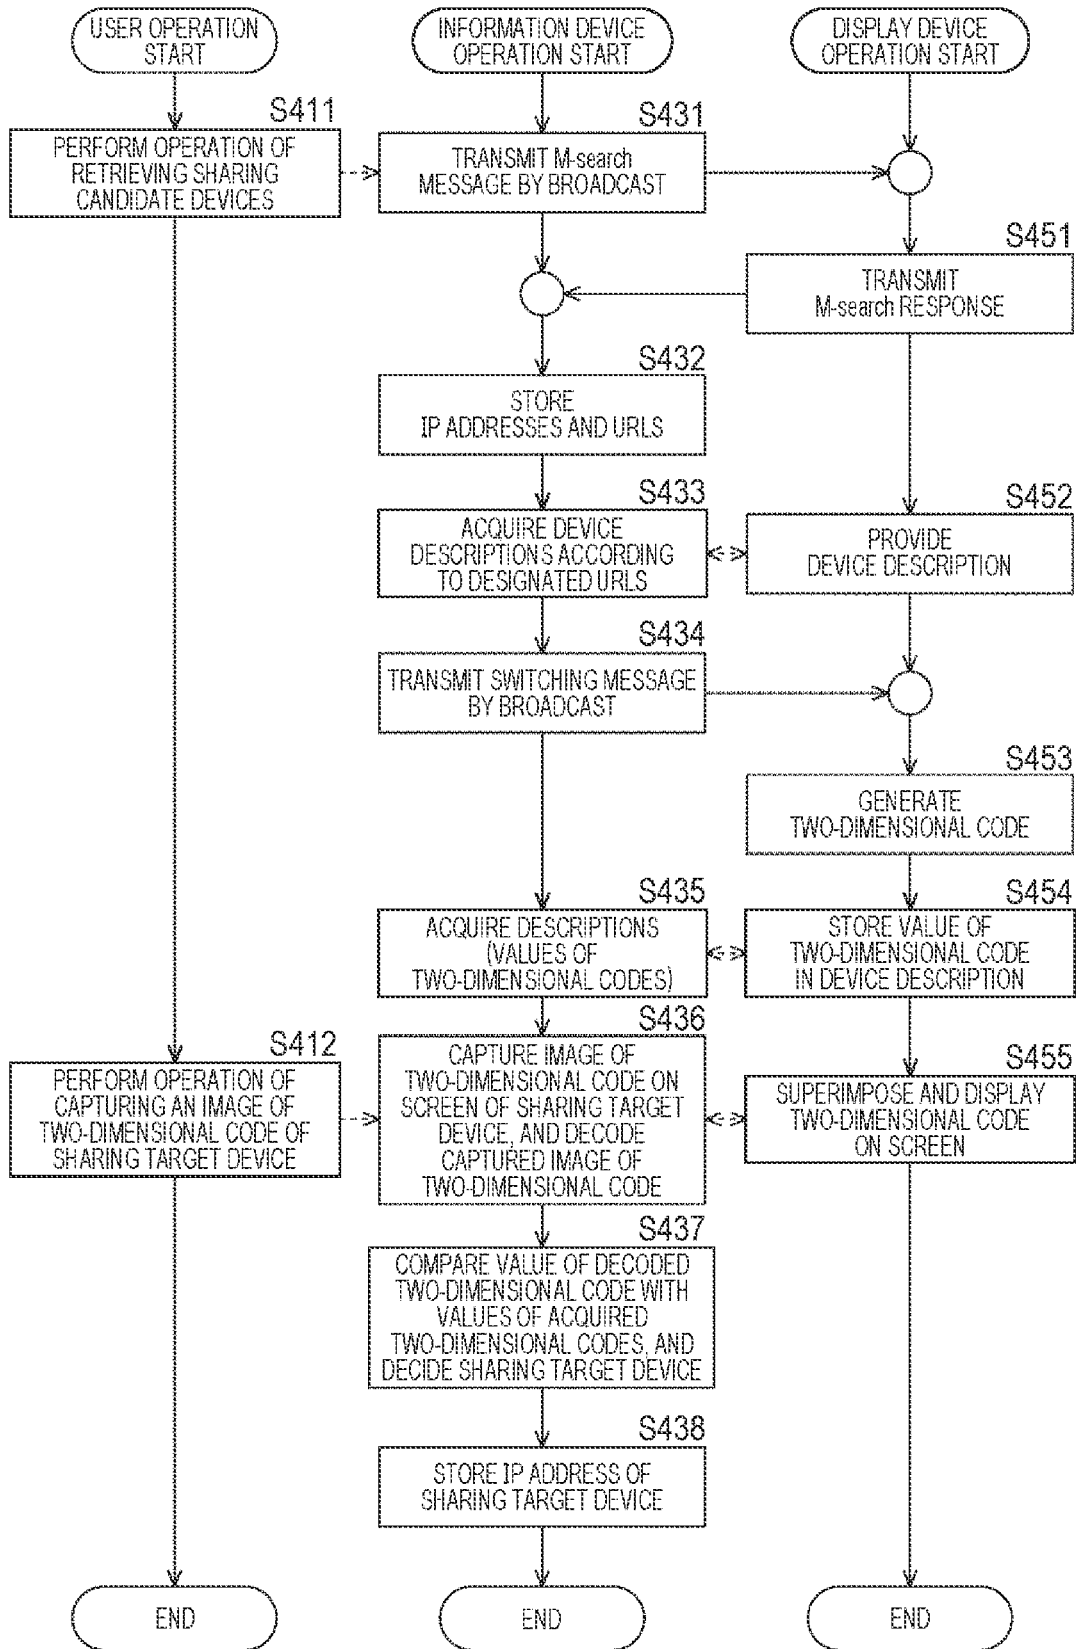 USER OPERATION
START
INFORMATION DEVICE
OPERATION START
DISPLAY DEVICE
OPERATION START
S411
PERFORM OPERATION OF
RETRIEVING SHARING
CANDIDATE DEVICES
S431
TRANSMIT M-search
MESSAGE BY BROADCAST
S451
TRANSMIT
M-search RESPONSE
S432
STORE
IP ADDRESSES AND URLS
S433
ACQUIRE DEVICE
DESCRIPTIONS ACCORDING
TO DESIGNATED URLS
S452
PROVIDE
DEVICE DESCRIPTION
S434
TRANSMIT SWITCHING MESSAGE
BY BROADCAST
S453
GENERATE
TWO-DIMENSIONAL CODE
S435
ACQUIRE DESCRIPTIONS
(VALUES OF
TWO-DIMENSIONAL CODES)
S454
STORE VALUE OF
TWO-DIMENSIONAL CODE
IN DEVICE DESCRIPTION
S412
PERFORM OPERATION OF
CAPTURING AN IMAGE OF
TWO-DIMENSIONAL CODE OF
SHARING TARGET DEVICE
S436
CAPTURE IMAGE OF
TWO-DIMENSIONAL CODE ON
SCREEN OF SHARING TARGET
DEVICE, AND DECODE
CAPTURED IMAGE OF
TWO-DIMENSIONAL CODE
S455
SUPERIMPOSE AND DISPLAY
TWO-DIMENSIONAL CODE
ON SCREEN
S437
COMPARE VALUE OF DECODED
TWO-DIMENSIONAL CODE WITH
VALUES OF ACQUIRED
TWO-DIMENSIONAL CODES, AND
DECIDE SHARING TARGET DEVICE
S438
STORE IP ADDRESS OF
SHARING TARGET DEVICE
END
END
END